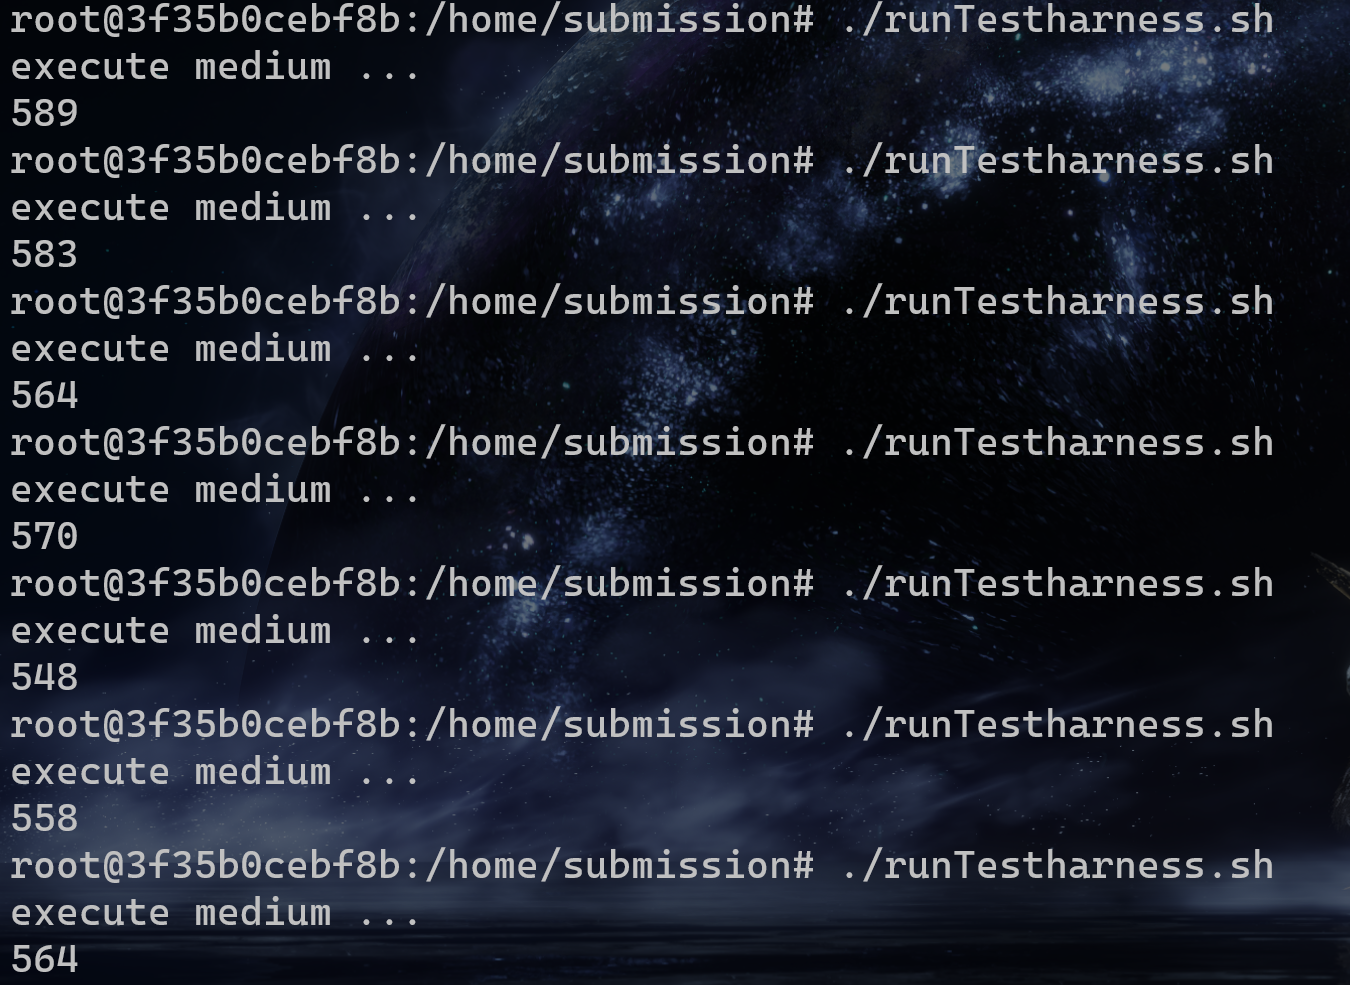 root@3f35b0cebf8b:/home/submission# ./runTestharness.sh
execute medium ...
589
root@3f35b0cebf8b:/home/submission# ./runTestharness.sh
execute medium ...
583
root@3f35b0cebf8b:/home/submission# ./runTestharness.sh
execute medium ...
564
root@3f35b0cebf8b:/home/submission# ./runTestharness.sh
execute medium ...
570
root@3f35b0cebf8b:/home/submission# ./runTestharness.sh
execute medium ...
548
root@3f35b0cebf8b:/home/submission# ./runTestharness.sh
execute medium ...
558
root@3f35b0cebf8b:/home/submission# ./runTestharness.sh
execute medium ...
564